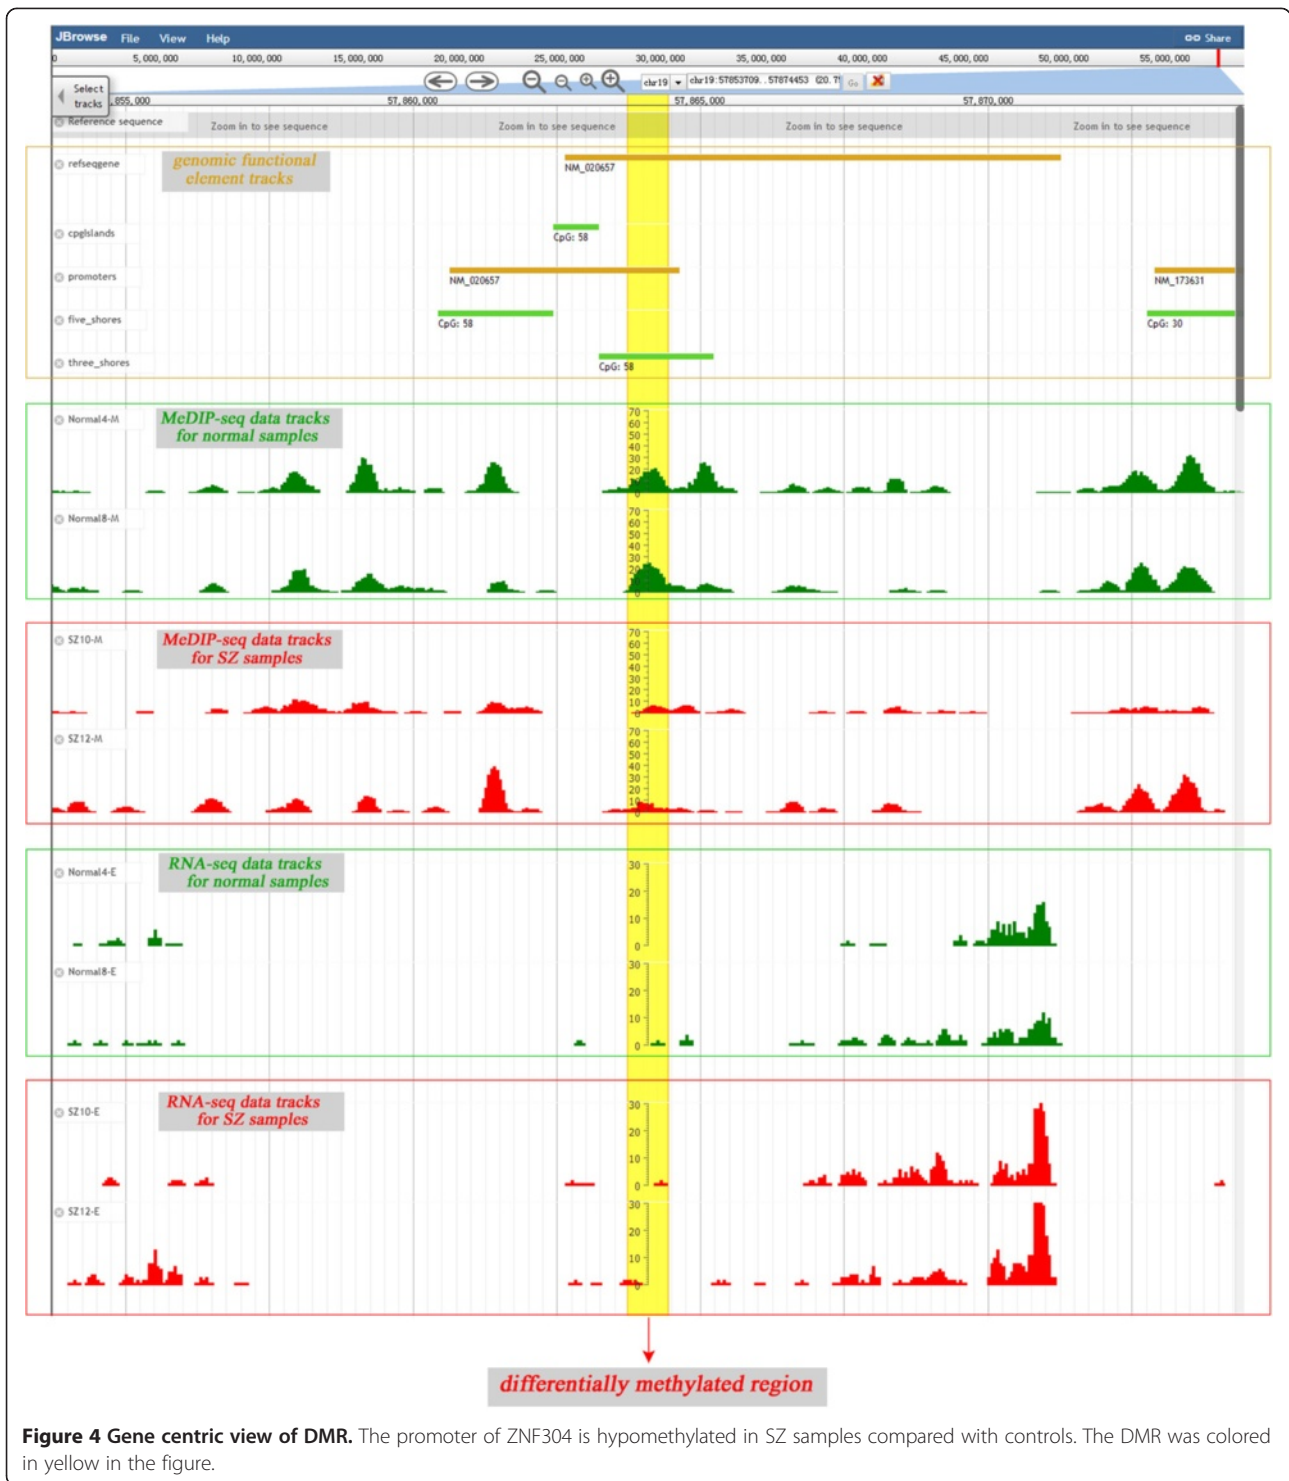 JBrowse File View Help Share
0 5,000,000 10,000,000 15,000,000 20,000,000 25,000,000 30,000,000 35,000,000 40,000,000 45,000,000 50,000,000 55,000,000
Select
tracks
chr19 chr19:57853709..57874453 (20.7 Go
,855,000 57,860,000 57,865,000 57,870,000
Reference sequence Zoom in to see sequence Zoom in to see sequence Zoom in to see sequence Zoom in to see sequence
refseqgene
genomic functional
element tracks
NM_020657
cpgislands
CpG: 58
promoters
NM_020657 NM_173631
five_shores
CpG: 58 CpG: 30
three_shores
CpG: 58
Normal4-M
MeDIP-seq data tracks
for normal samples
70
60
50
40
30
20
10
0
Normal8-M
70
60
50
40
30
20
10
0
SZ10-M
MeDIP-seq data tracks
for SZ samples
70
60
50
40
30
20
10
0
SZ12-M
70
60
50
40
30
20
10
0
Normal4-E
RNA-seq data tracks
for normal samples
30
20
10
0
Normal8-E
30
20
10
0
SZ10-E
RNA-seq data tracks
for SZ samples
30
20
10
0
SZ12-E
30
20
10
0
differentially methylated region
Figure 4 Gene centric view of DMR. The promoter of ZNF304 is hypomethylated in SZ samples compared with controls. The DMR was colored
in yellow in the figure.